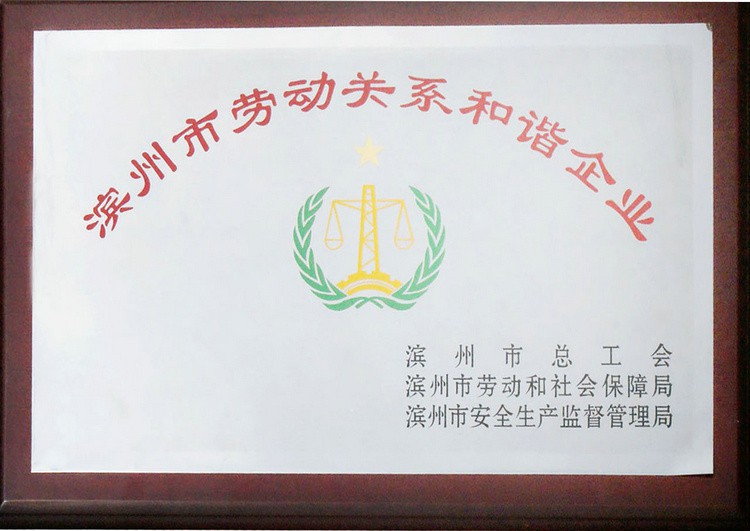 滨州市劳动关系和谐企业
滨州市总工会
滨州市劳动和社会保障局
滨州市安全生产监督管理局